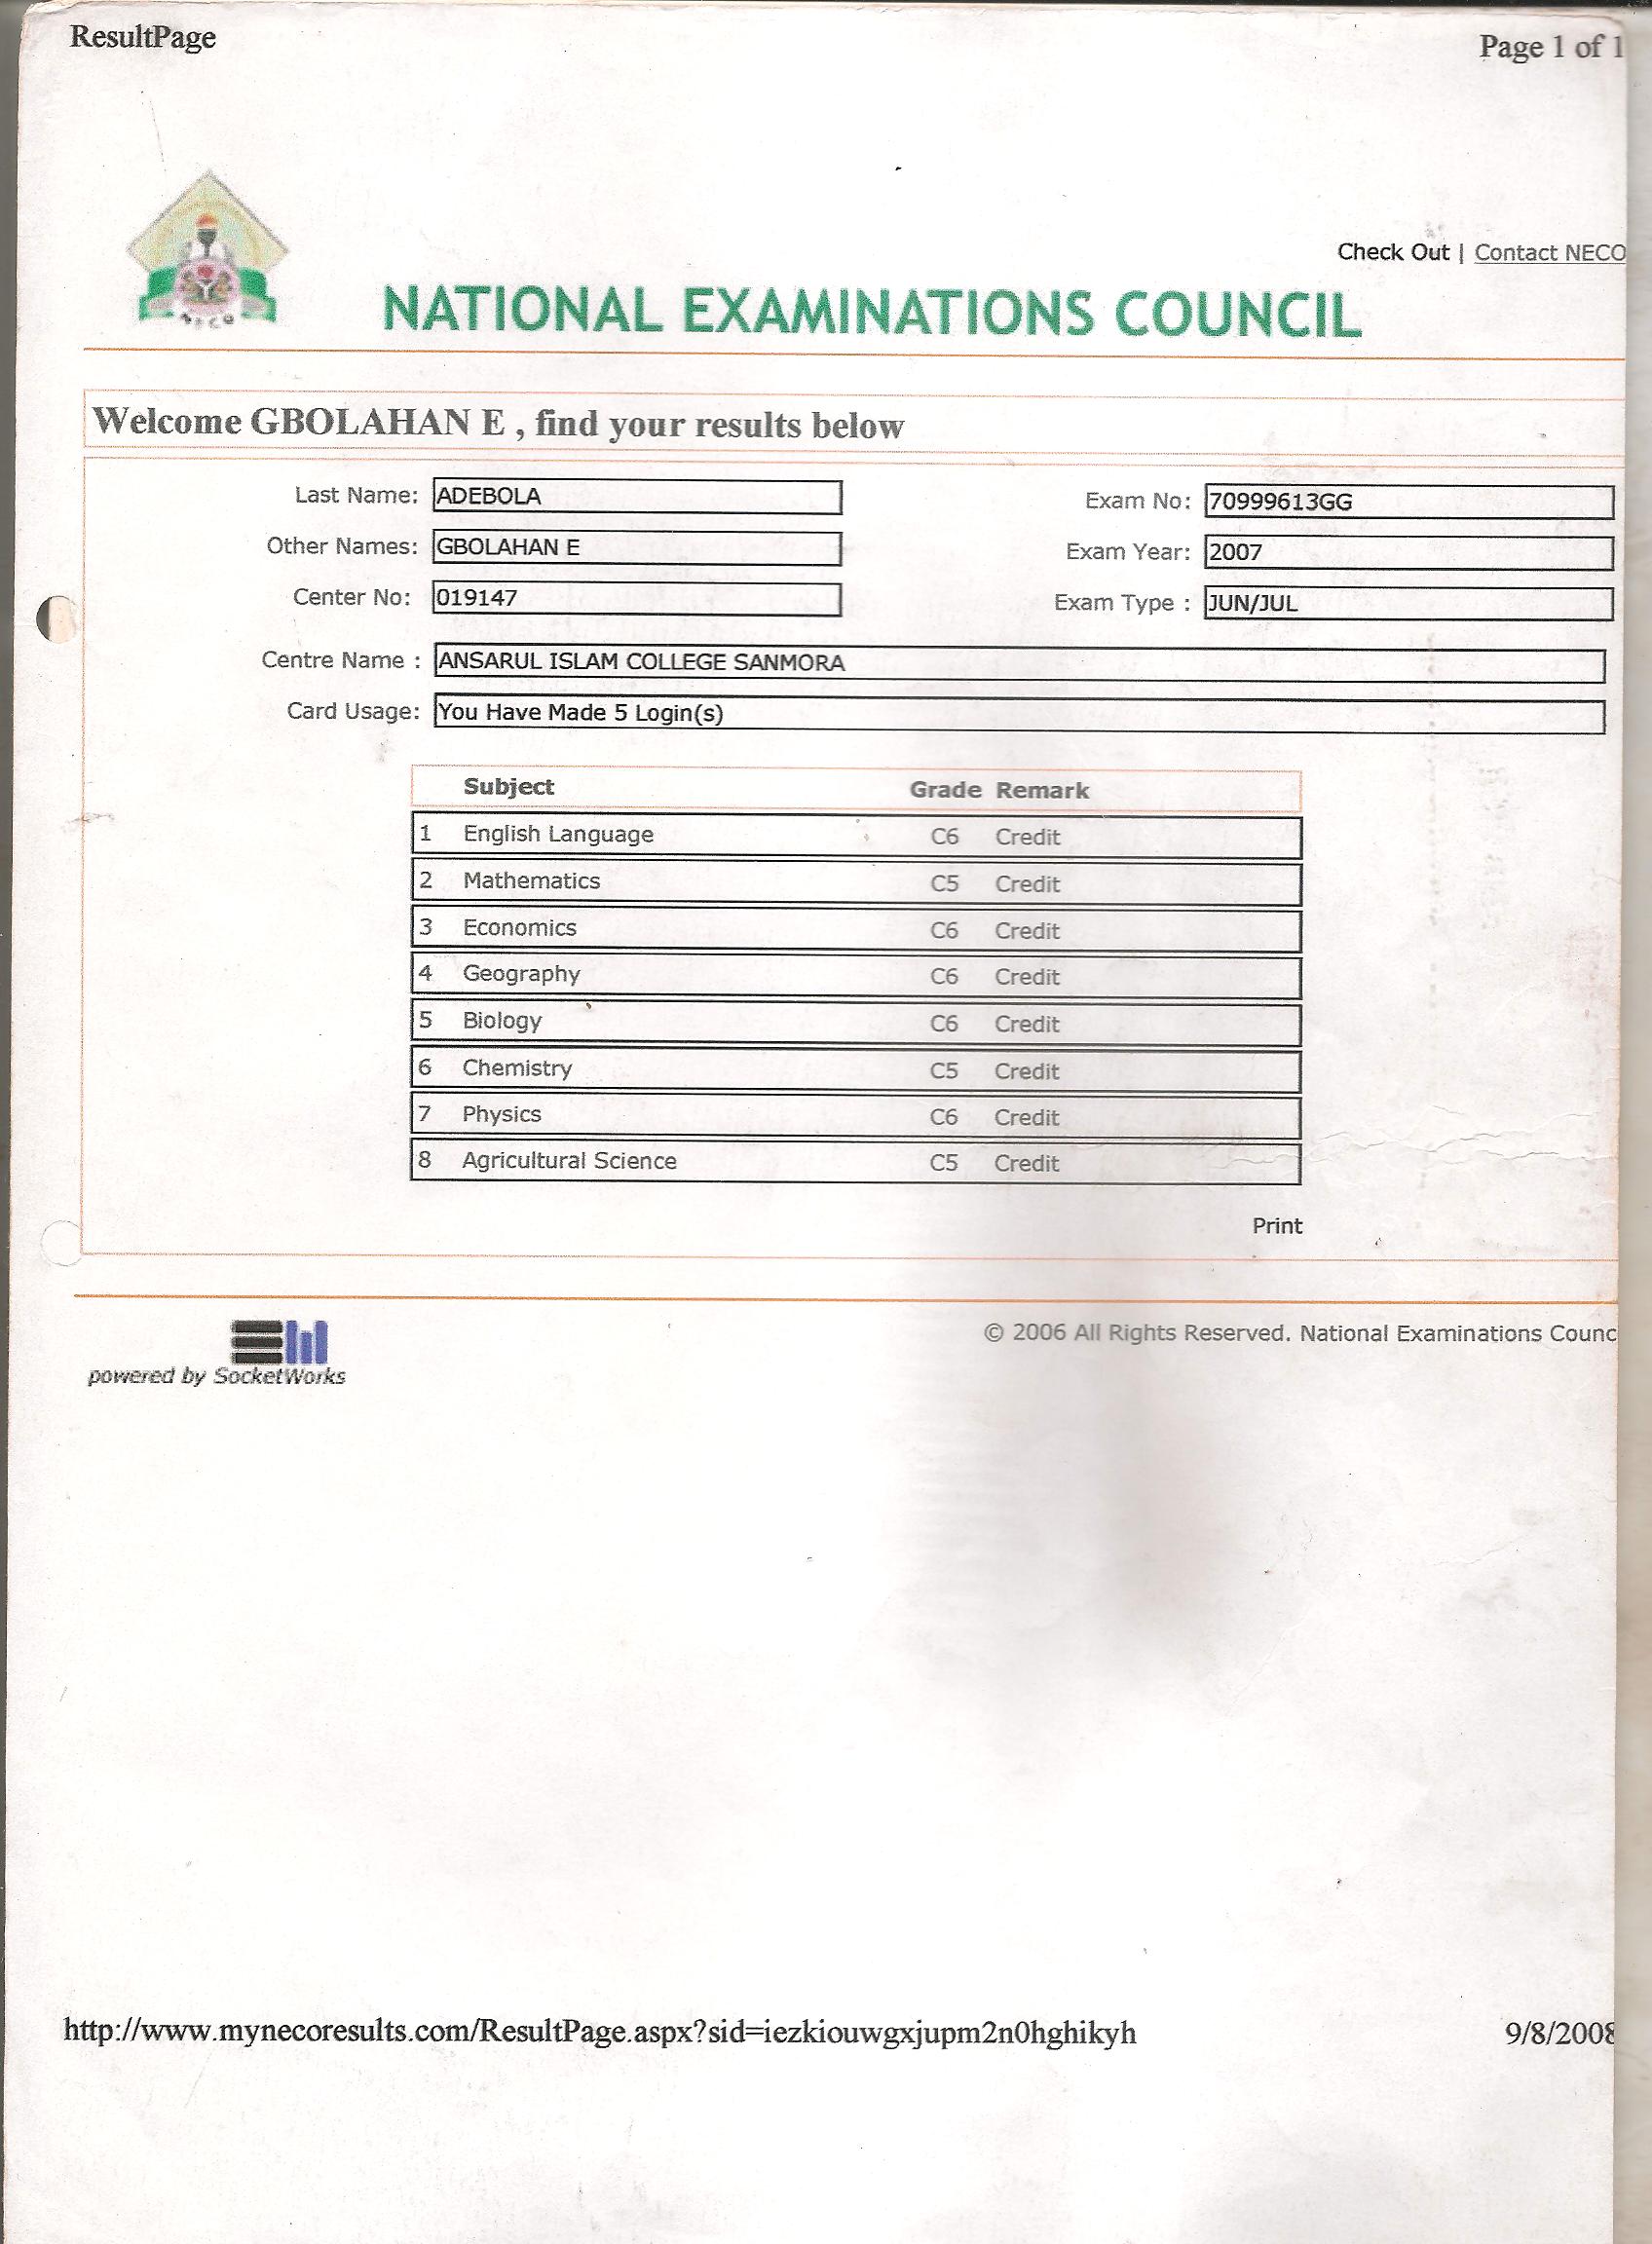 ResultPage
Page 1 of 1
NECO
Check Out | Contact NECO
NATIONAL EXAMINATIONS COUNCIL
Welcome GBOLAHAN E , find your results below
Last Name: ADEBOLA
Exam No: 70999613GG
Other Names: GBOLAHAN E
Exam Year: 2007
Center No: 019147
Exam Type : JUN/JUL
Centre Name : ANSARUL ISLAM COLLEGE SANMORA
Card Usage: You Have Made 5 Login(s)
Subject Grade Remark
1 English Language C6 Credit
2 Mathematics C5 Credit
3 Economics C6 Credit
4 Geography C6 Credit
5 Biology C6 Credit
6 Chemistry C5 Credit
7 Physics C6 Credit
8 Agricultural Science C5 Credit
Print
© 2006 All Rights Reserved. National Examinations Counc
powered by SocketWorks
http://www.mynecoresults.com/ResultPage.aspx?sid=iezkiouwgxjupm2n0hghikyh
9/8/2008